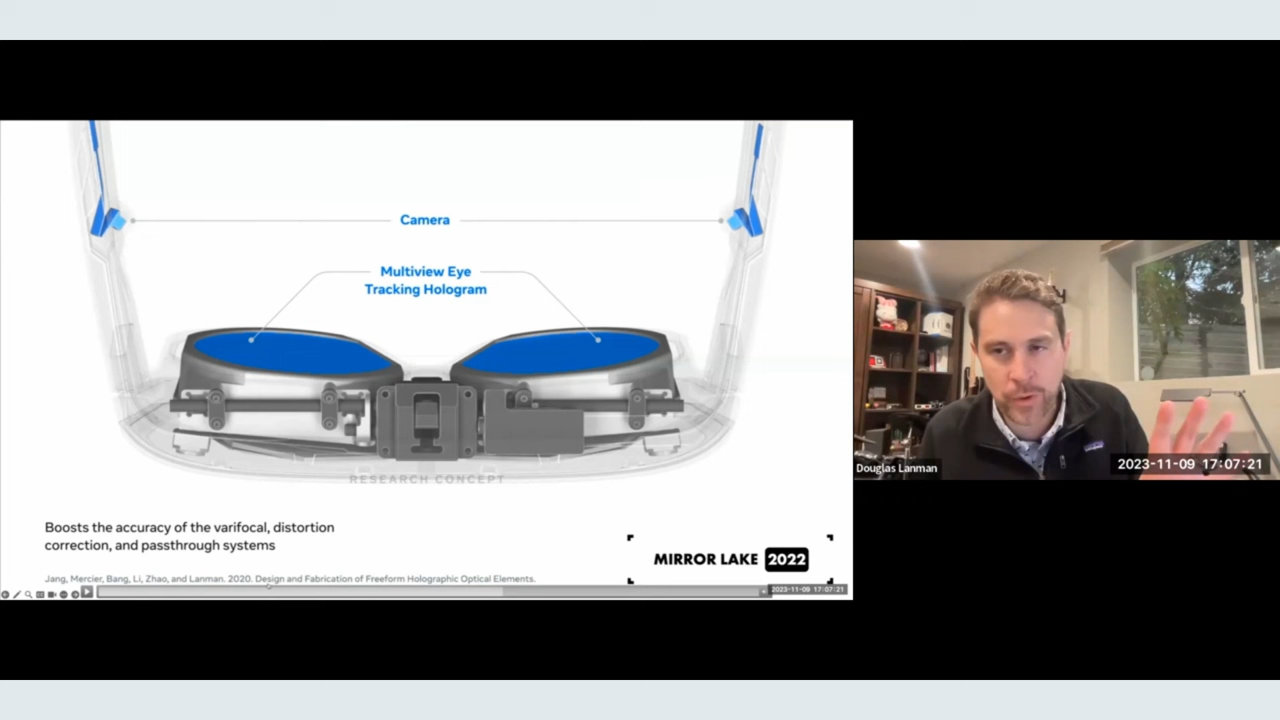 Camera
Multiview Eye
Tracking Hologram
RESEARCH CONCEPT
Boosts the accuracy of the varifocal, distortion
correction, and passthrough systems
MIRROR LAKE 2022
Jang, Mercier, Bang, Li, Zhao, and Lanman. 2020. Design and Fabrication of Freeform Holographic Optical Elements.
2023-11-09 17:07:21
Douglas Lanman
2023-11-09 17:07:21